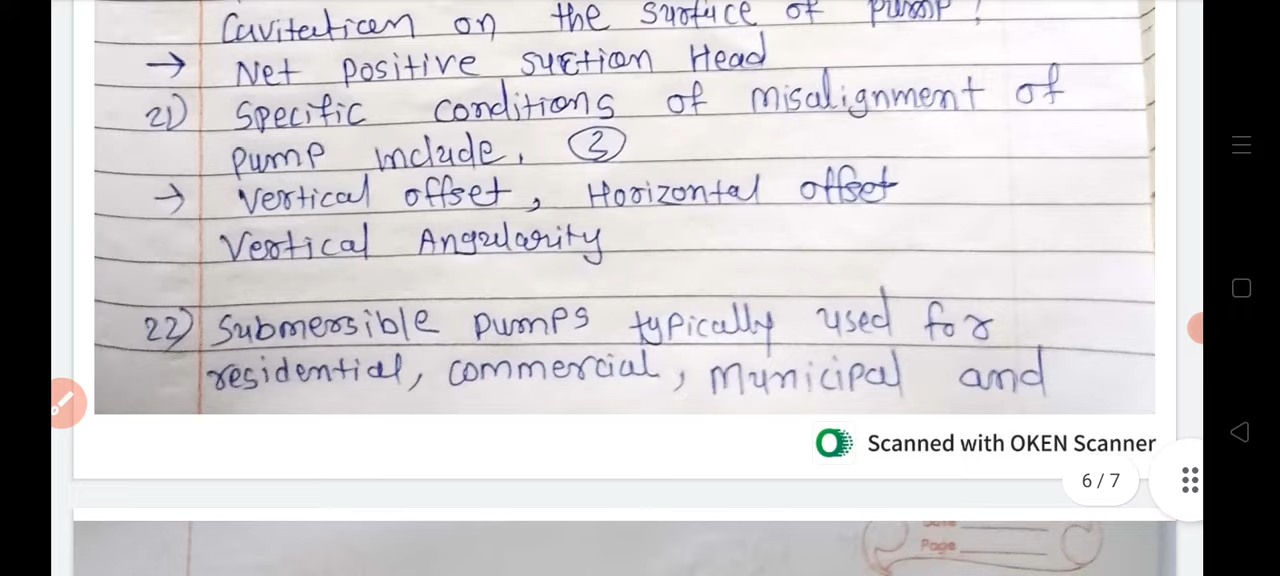 Cavitation on the surface of pump?
→ Net positive suction Head
21) Specific conditions of misalignment of
pump include, ③
→ Vertical offset, Horizontal offset
Vertical Angularity
22) Submersible pumps typically used for
residential, commercial, Municipal and
Scanned with OKEN Scanner
6 / 7
Page